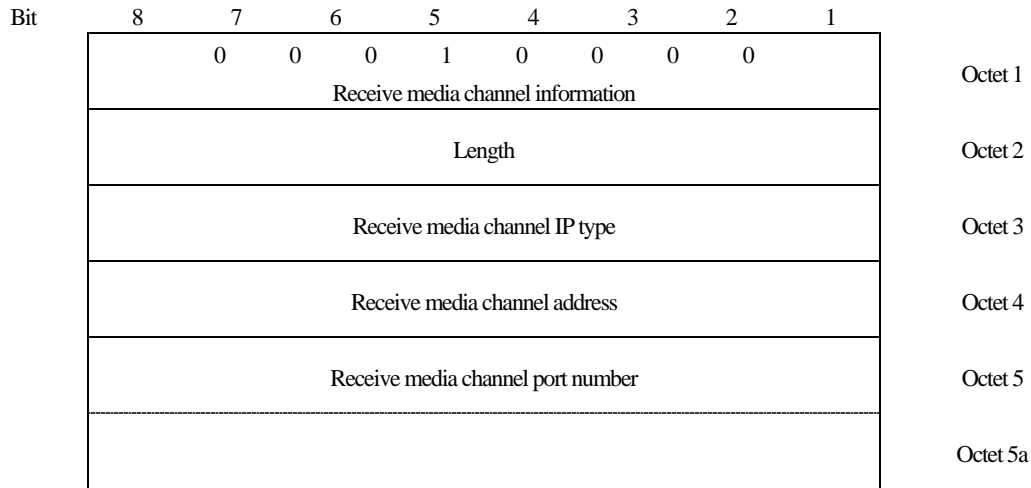 Bit 8 7 6 5 4 3 2 1
0 0 0 1 0 0 0 0
Octet 1
Receive media channel information
Length Octet 2
Receive media channel IP type Octet 3
Receive media channel address Octet 4
Receive media channel port number Octet 5
Octet 5a